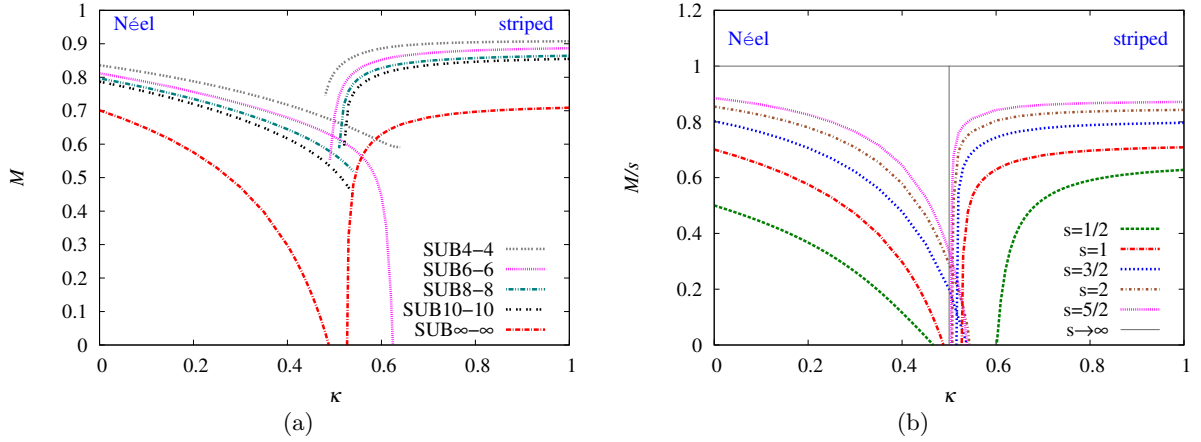 Néel
striped
M
1
0.9
0.8
0.7
0.6
0.5
0.4
0.3
0.2
0.1
0
SUB4−4
SUB6−6
SUB8−8
SUB10−10
SUB∞−∞
0 0.2 0.4 0.6 0.8 1
κ
(a)
Néel
striped
M/s
1.2
1
0.8
0.6
0.4
0.2
0
s=1/2
s=1
s=3/2
s=2
s=5/2
s→∞
0 0.2 0.4 0.6 0.8 1
κ
(b)